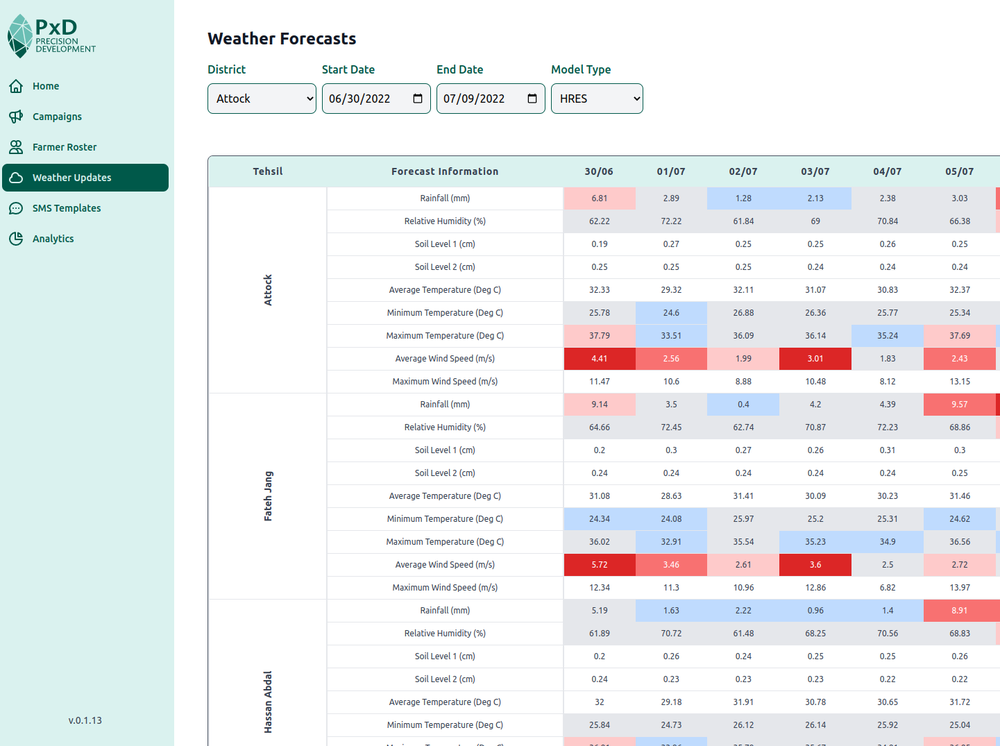 PxD
PRECISION
DEVELOPMENT
Home
Campaigns
Farmer Roster
Weather Updates
SMS Templates
Analytics
v.0.1.13
Weather Forecasts
District Start Date End Date Model Type
Attock 06/30/2022 07/09/2022 HRES
Tehsil Forecast Information 30/06 01/07 02/07 03/07 04/07 05/07
Attock
Rainfall (mm) 6.81 2.89 1.28 2.13 2.38 3.03
Relative Humidity (%) 62.22 72.22 61.84 69 70.84 66.38
Soil Level 1 (cm) 0.19 0.27 0.25 0.25 0.26 0.25
Soil Level 2 (cm) 0.25 0.25 0.25 0.24 0.24 0.24
Average Temperature (Deg C) 32.33 29.32 32.11 31.07 30.83 32.37
Minimum Temperature (Deg C) 25.78 24.6 26.88 26.36 25.77 25.34
Maximum Temperature (Deg C) 37.79 33.51 36.09 36.14 35.24 37.69
Average Wind Speed (m/s) 4.41 2.56 1.99 3.01 1.83 2.43
Maximum Wind Speed (m/s) 11.47 10.6 8.88 10.48 8.12 13.15
Fateh Jang
Rainfall (mm) 9.14 3.5 0.4 4.2 4.39 9.57
Relative Humidity (%) 64.66 72.45 62.74 70.87 72.23 68.86
Soil Level 1 (cm) 0.2 0.3 0.27 0.26 0.31 0.3
Soil Level 2 (cm) 0.24 0.24 0.24 0.24 0.24 0.25
Average Temperature (Deg C) 31.08 28.63 31.41 30.09 30.23 31.46
Minimum Temperature (Deg C) 24.34 24.08 25.97 25.2 25.31 24.62
Maximum Temperature (Deg C) 36.02 32.91 35.54 35.23 34.9 36.56
Average Wind Speed (m/s) 5.72 3.46 2.61 3.6 2.5 2.72
Maximum Wind Speed (m/s) 12.34 11.3 10.96 12.86 6.82 13.97
Hassan Abdal
Rainfall (mm) 5.19 1.63 2.22 0.96 1.4 8.91
Relative Humidity (%) 61.89 70.72 61.48 68.25 70.56 68.83
Soil Level 1 (cm) 0.2 0.26 0.24 0.25 0.25 0.26
Soil Level 2 (cm) 0.24 0.23 0.23 0.23 0.22 0.22
Average Temperature (Deg C) 32 29.18 31.91 30.78 30.65 31.72
Minimum Temperature (Deg C) 25.84 24.73 26.12 26.14 25.92 25.04